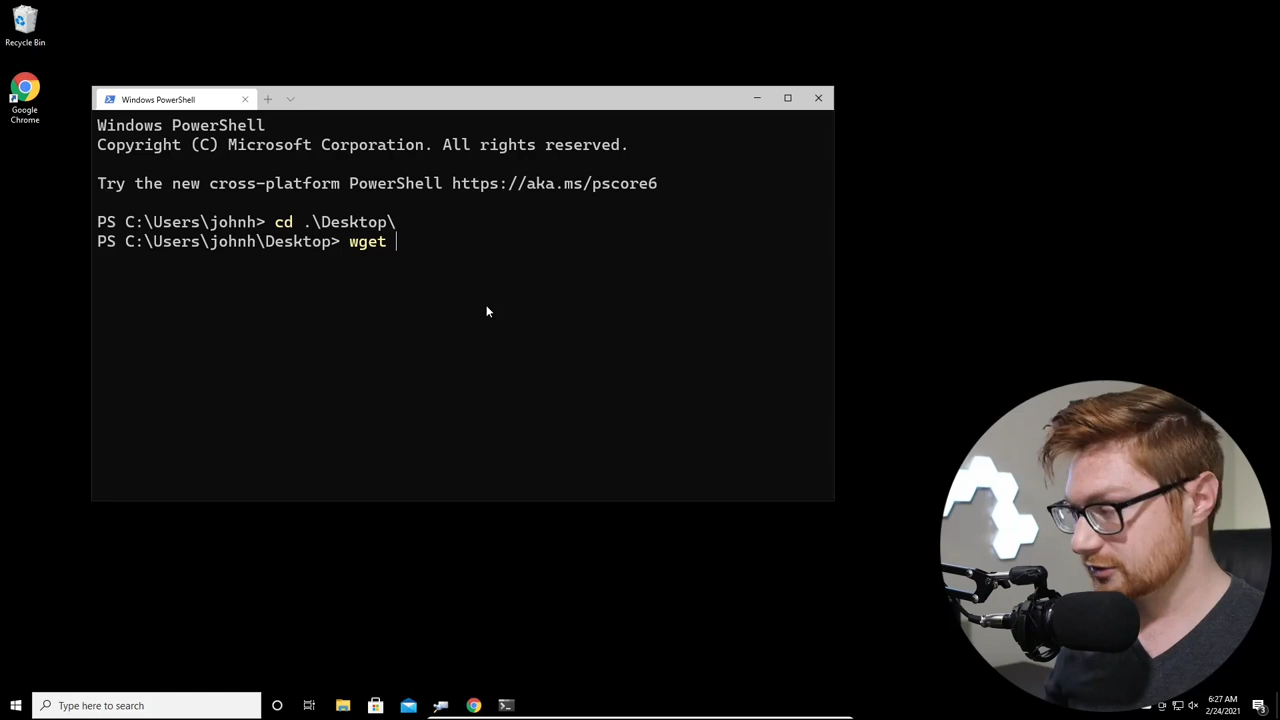 Recycle Bin
Google
Chrome
Windows PowerShell
Windows PowerShell
Copyright (C) Microsoft Corporation. All rights reserved.
Try the new cross-platform PowerShell https://aka.ms/pscore6
PS C:\Users\johnh> cd .\Desktop\
PS C:\Users\johnh\Desktop> wget
Type here to search
6:27 AM
2/24/2021
3